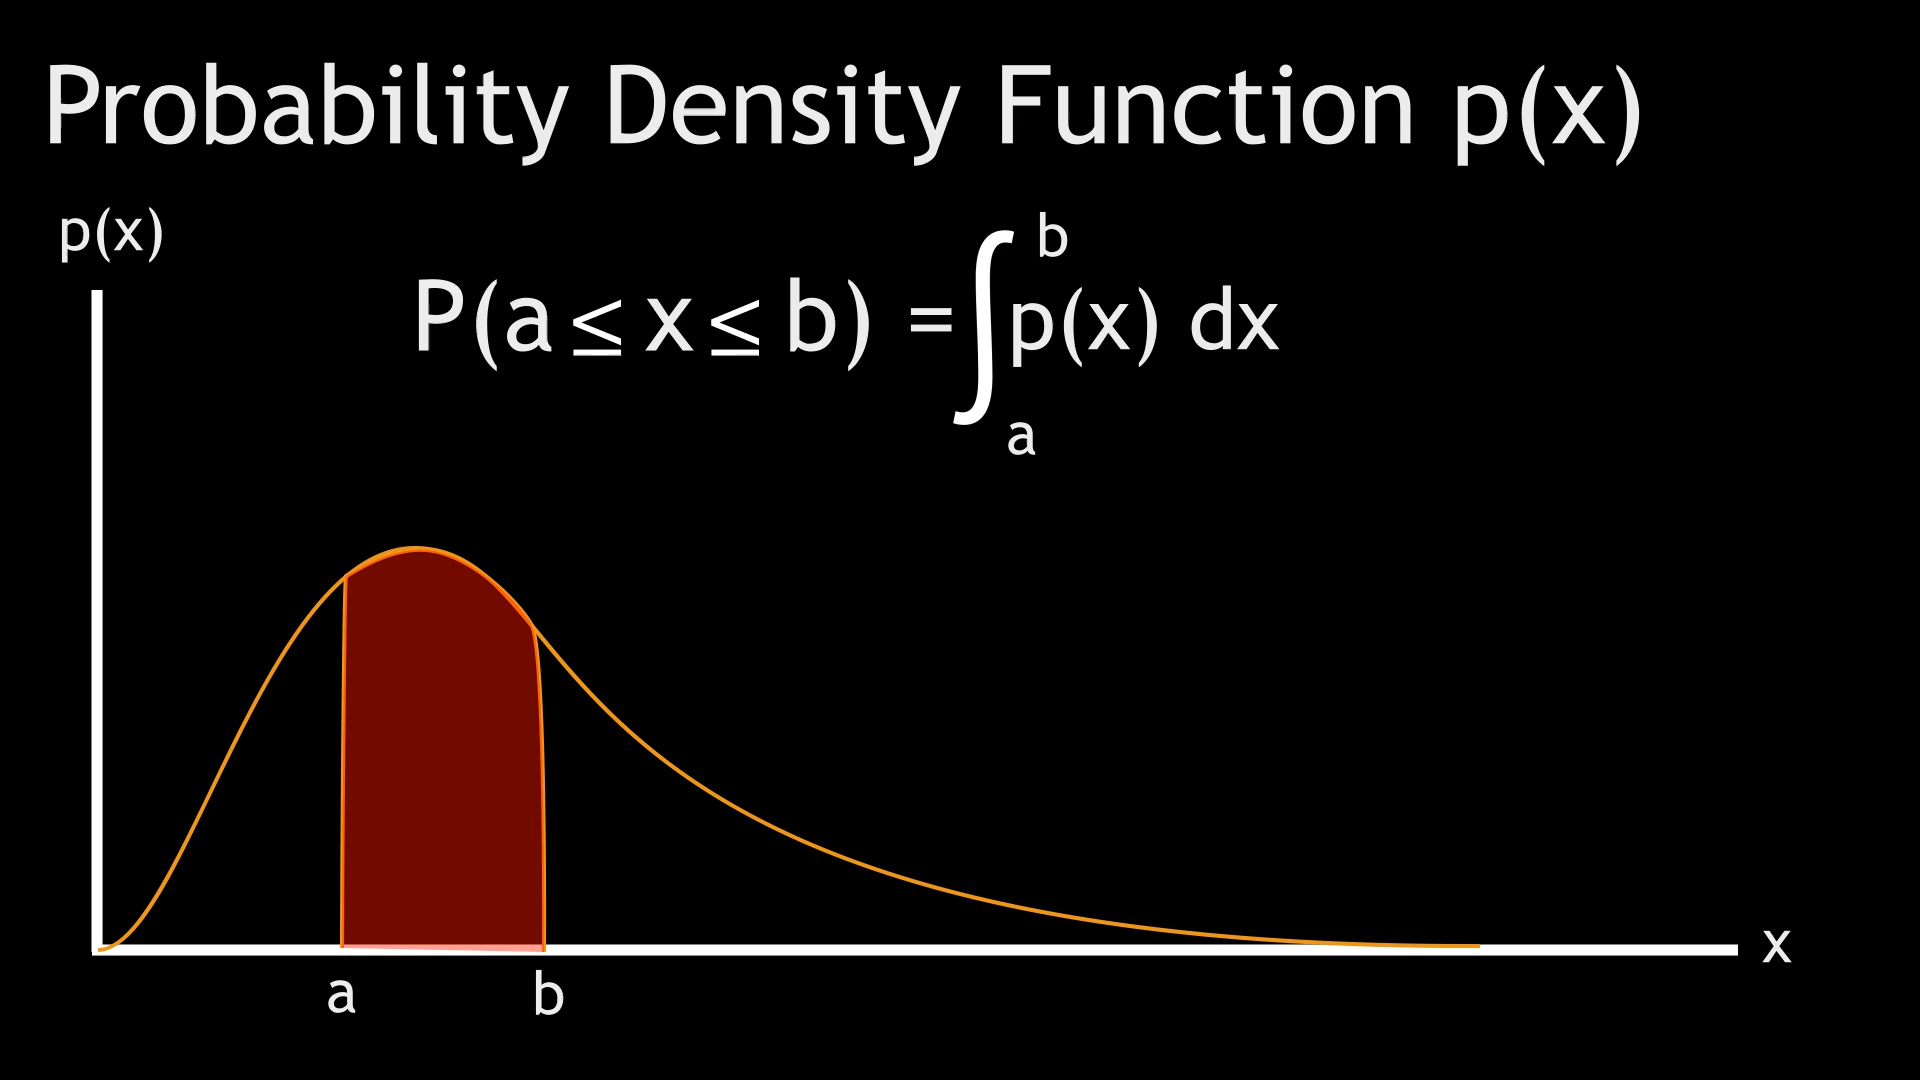 Probability Density Function p(x)
p(x)
b
P(a ≤ x ≤ b) = ∫ p(x) dx
a
x
a b